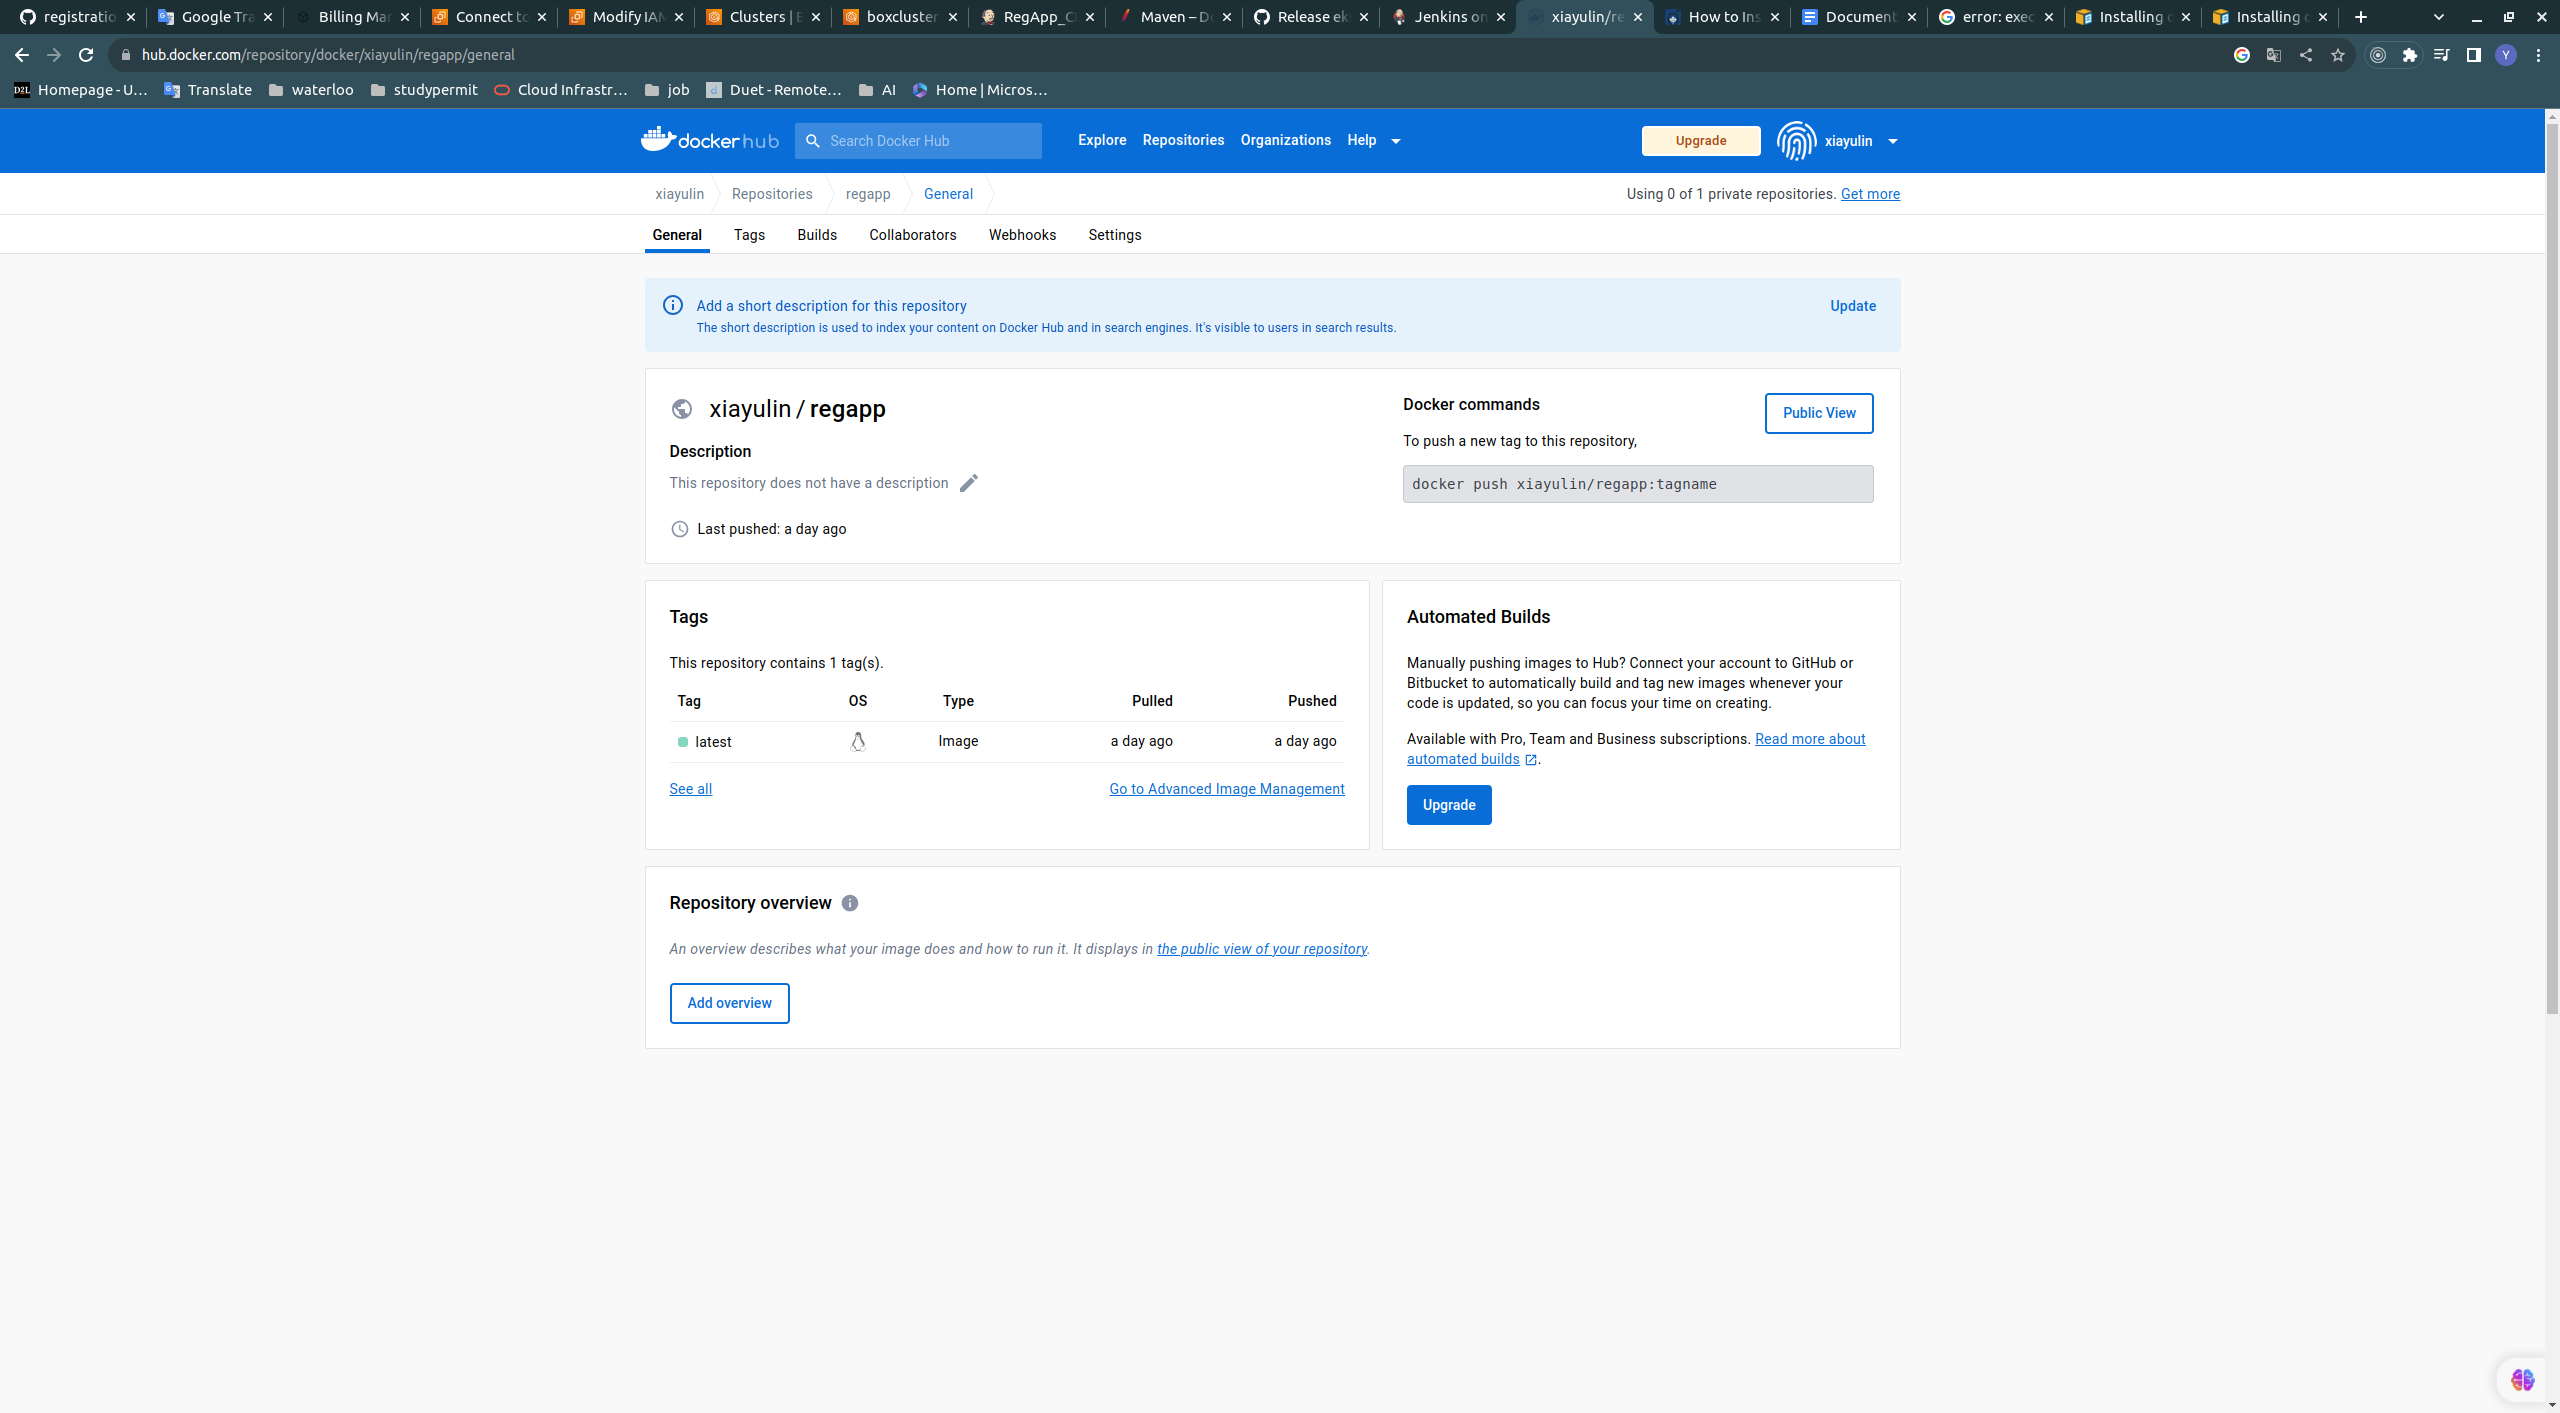 registratio
Google Tra
Billing Mar
Connect to
Modify IAM
Clusters | E
boxcluster
RegApp_C
Maven – Do
Release ek
Jenkins on
xiayulin/re
How to Ins
Document
error: exec
Installing
Installing
hub.docker.com/repository/docker/xiayulin/regapp/general
Y
D2L Homepage - U...
Translate
waterloo
studypermit
Cloud Infrastr...
job
Duet - Remote...
AI
Home | Micros...
docker hub
Search Docker Hub
Explore
Repositories
Organizations
Help
Upgrade
xiayulin
xiayulin
Repositories
regapp
General
Using 0 of 1 private repositories. Get more
General
Tags
Builds
Collaborators
Webhooks
Settings
Add a short description for this repository
Update
The short description is used to index your content on Docker Hub and in search engines. It's visible to users in search results.
xiayulin / regapp
Description
This repository does not have a description
Last pushed: a day ago
Docker commands
Public View
To push a new tag to this repository,
docker push xiayulin/regapp:tagname
Tags
This repository contains 1 tag(s).
Tag OS Type Pulled Pushed
latest Image a day ago a day ago
See all
Go to Advanced Image Management
Automated Builds
Manually pushing images to Hub? Connect your account to GitHub or
Bitbucket to automatically build and tag new images whenever your
code is updated, so you can focus your time on creating.
Available with Pro, Team and Business subscriptions. Read more about
automated builds .
Upgrade
Repository overview
An overview describes what your image does and how to run it. It displays in the public view of your repository.
Add overview